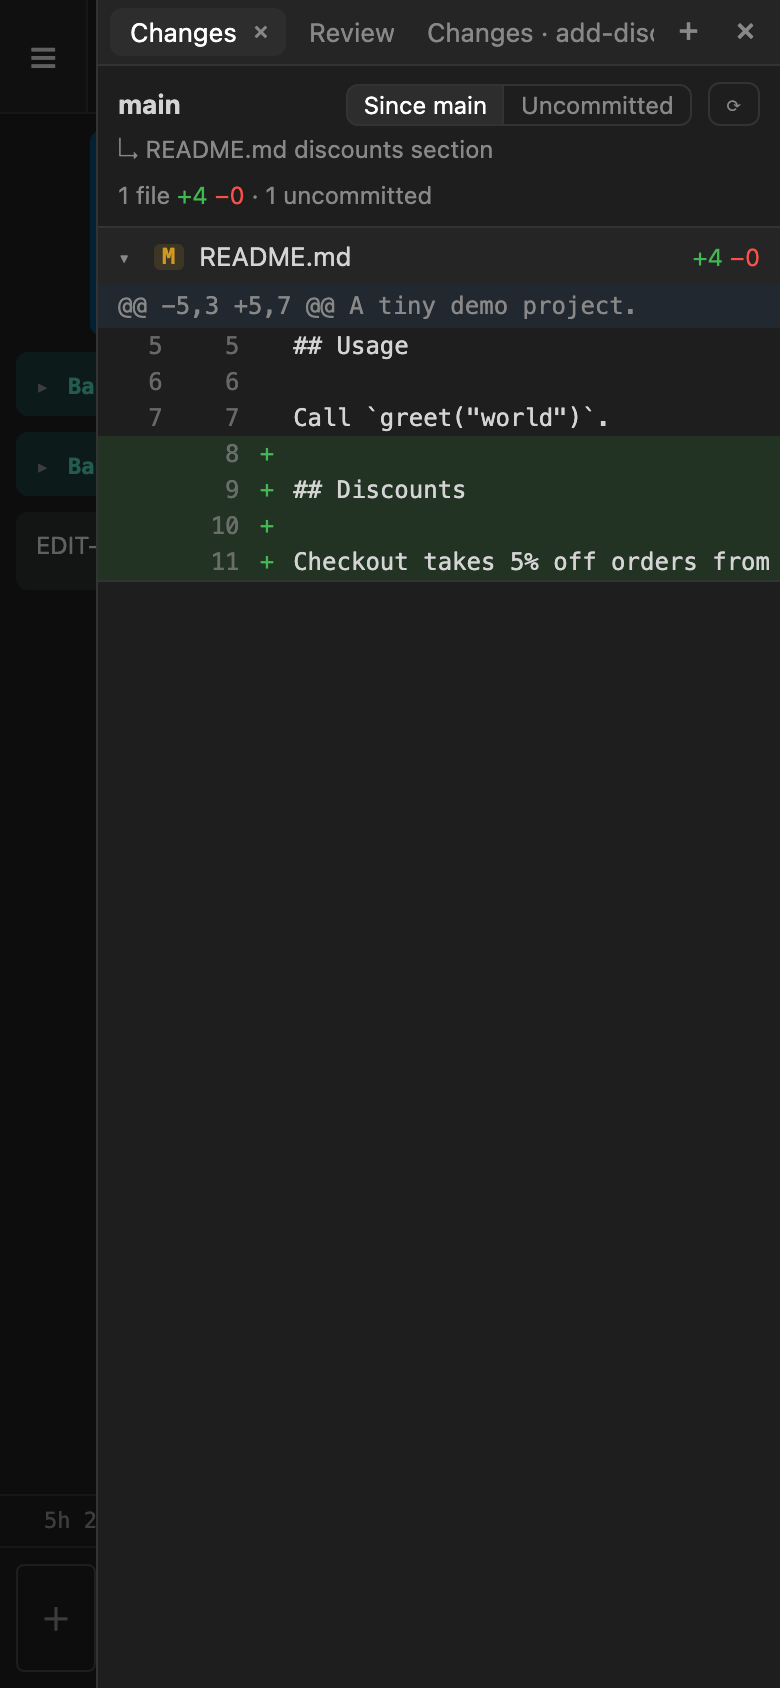 Changes × Review Changes · add-disc + ×
main Since main Uncommitted
README.md discounts section
1 file +4 −0 · 1 uncommitted
M README.md +4 −0
@@ −5,3 +5,7 @@ A tiny demo project.
5 5 ## Usage
6 6
7 7 Call `greet("world")`.
8 +
9 + ## Discounts
10 +
11 + Checkout takes 5% off orders from
Ba
Ba
EDIT-
5h 2
+